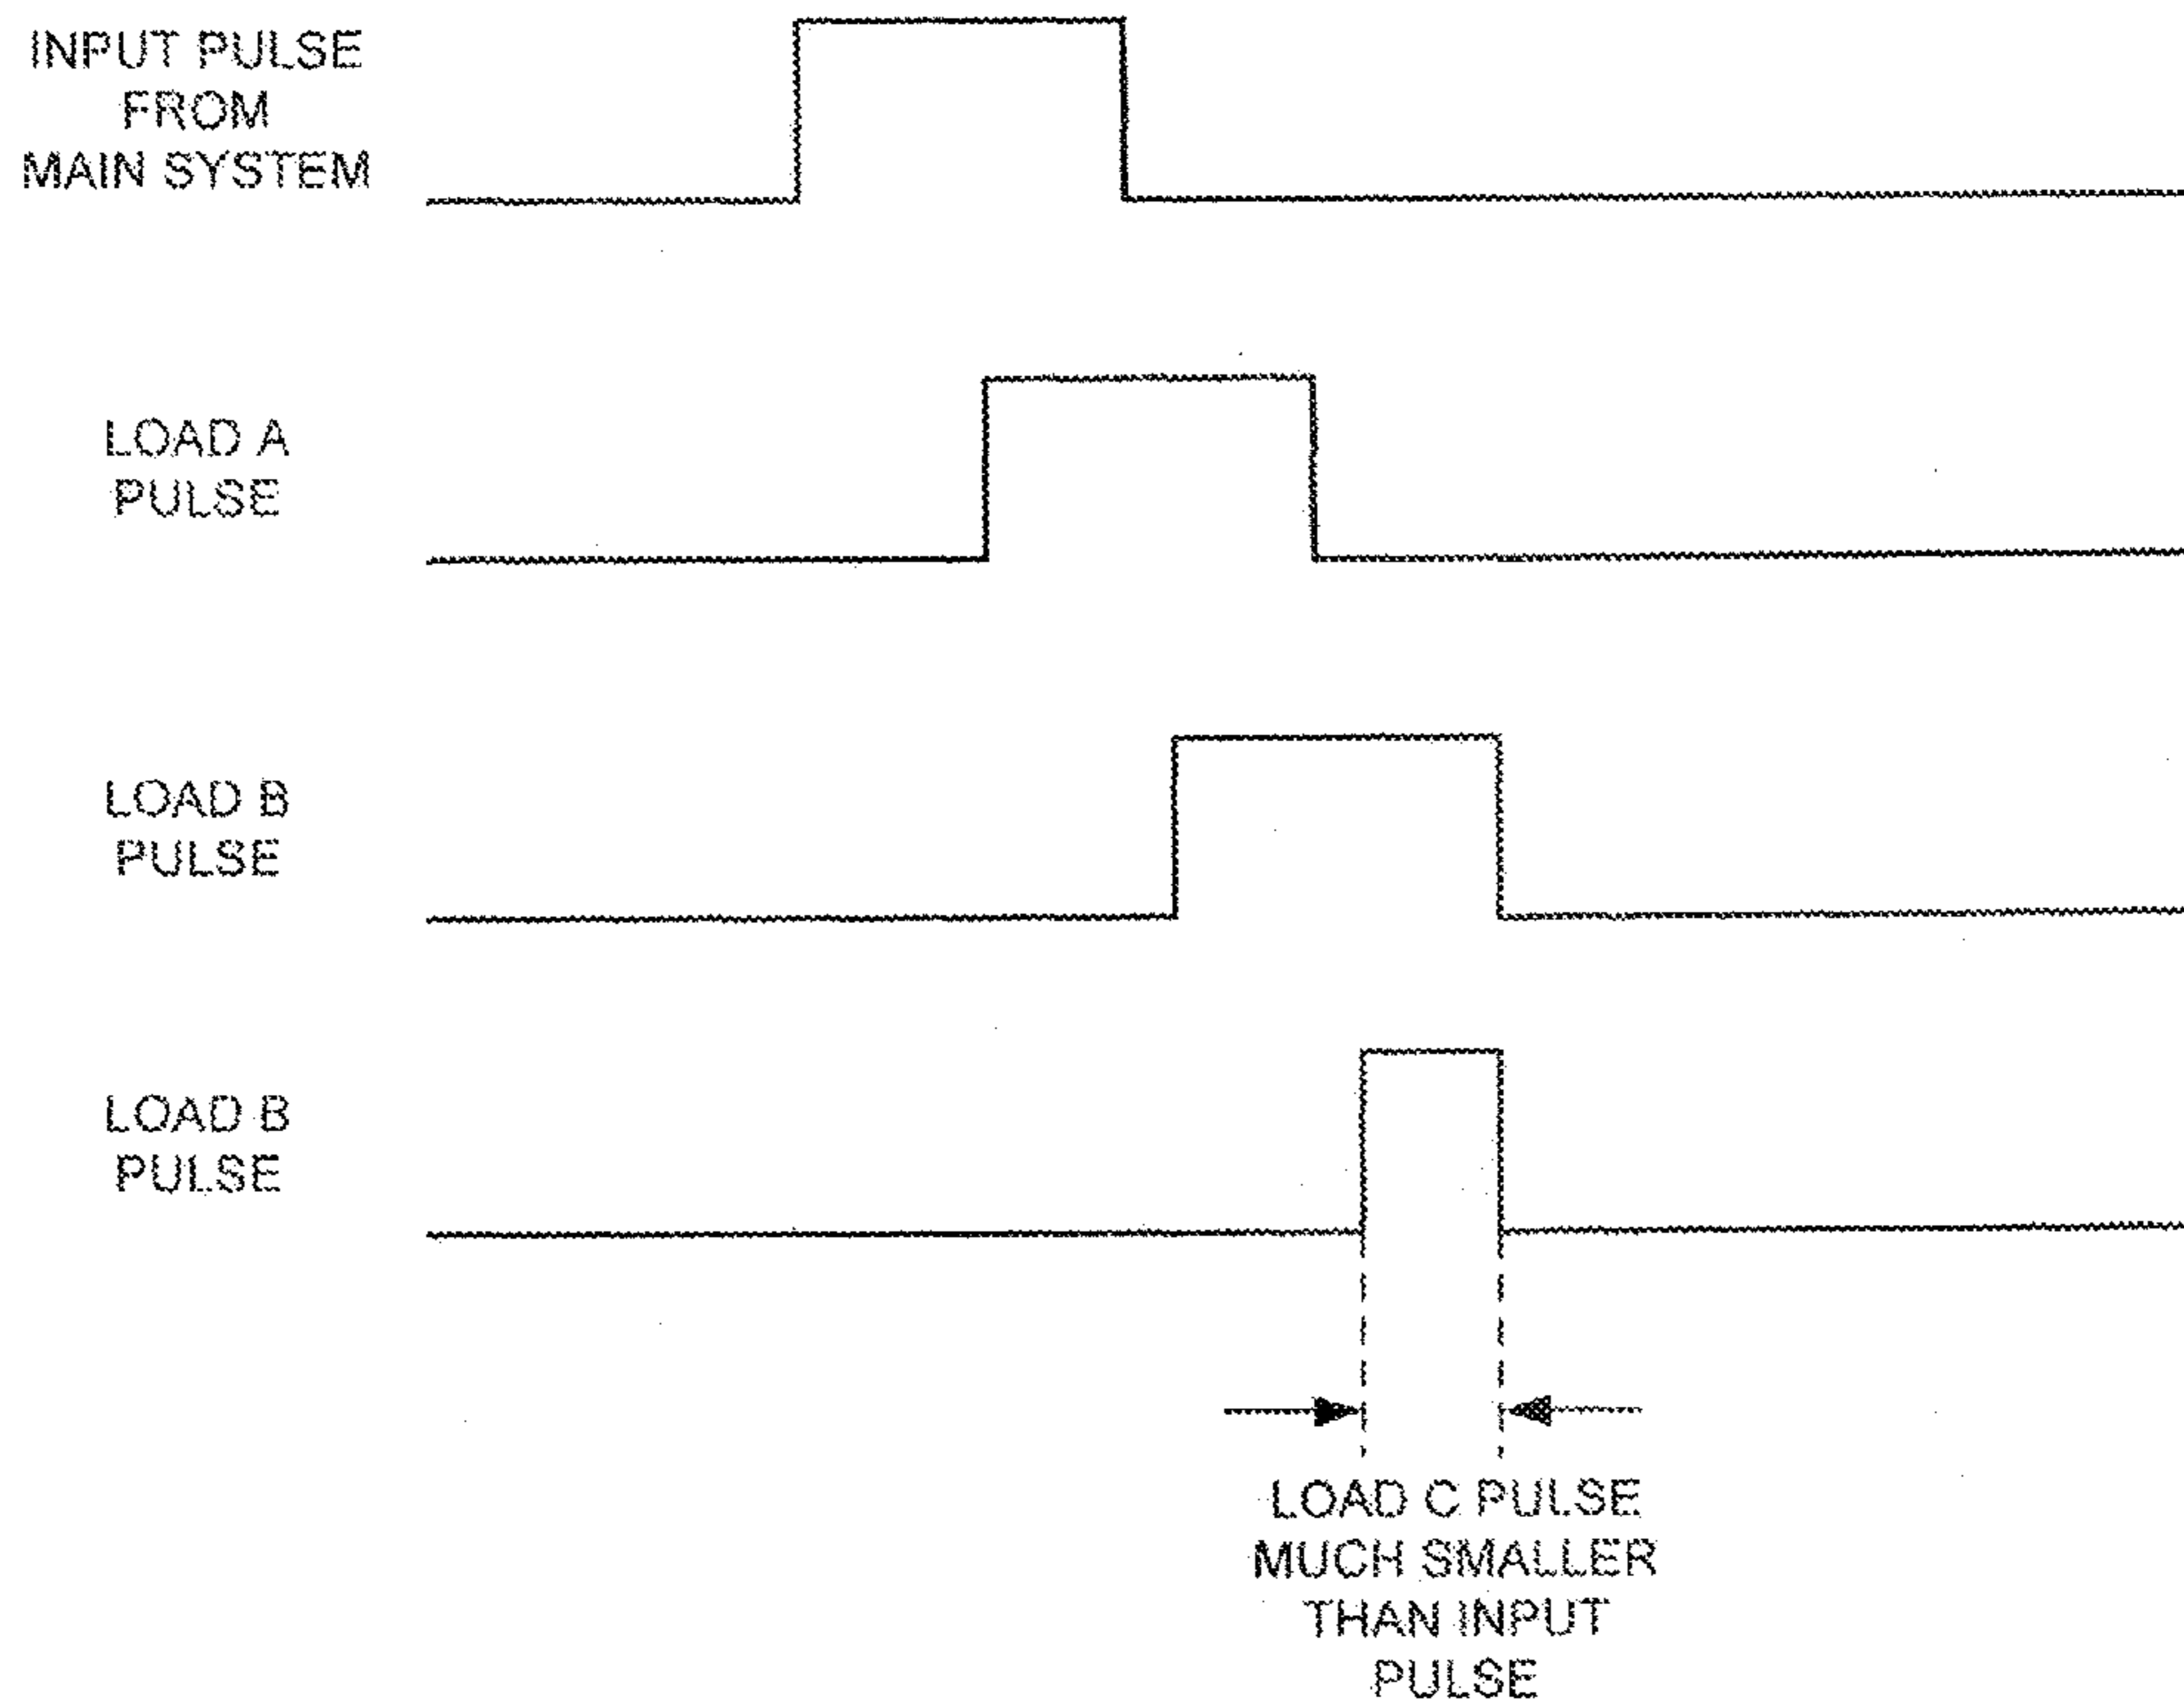 INPUT PULSE
FROM
MAIN SYSTEM
LOAD A
PULSE
LOAD B
PULSE
LOAD B
PULSE
LOAD C PULSE
MUCH SMALLER
THAN INPUT
PULSE